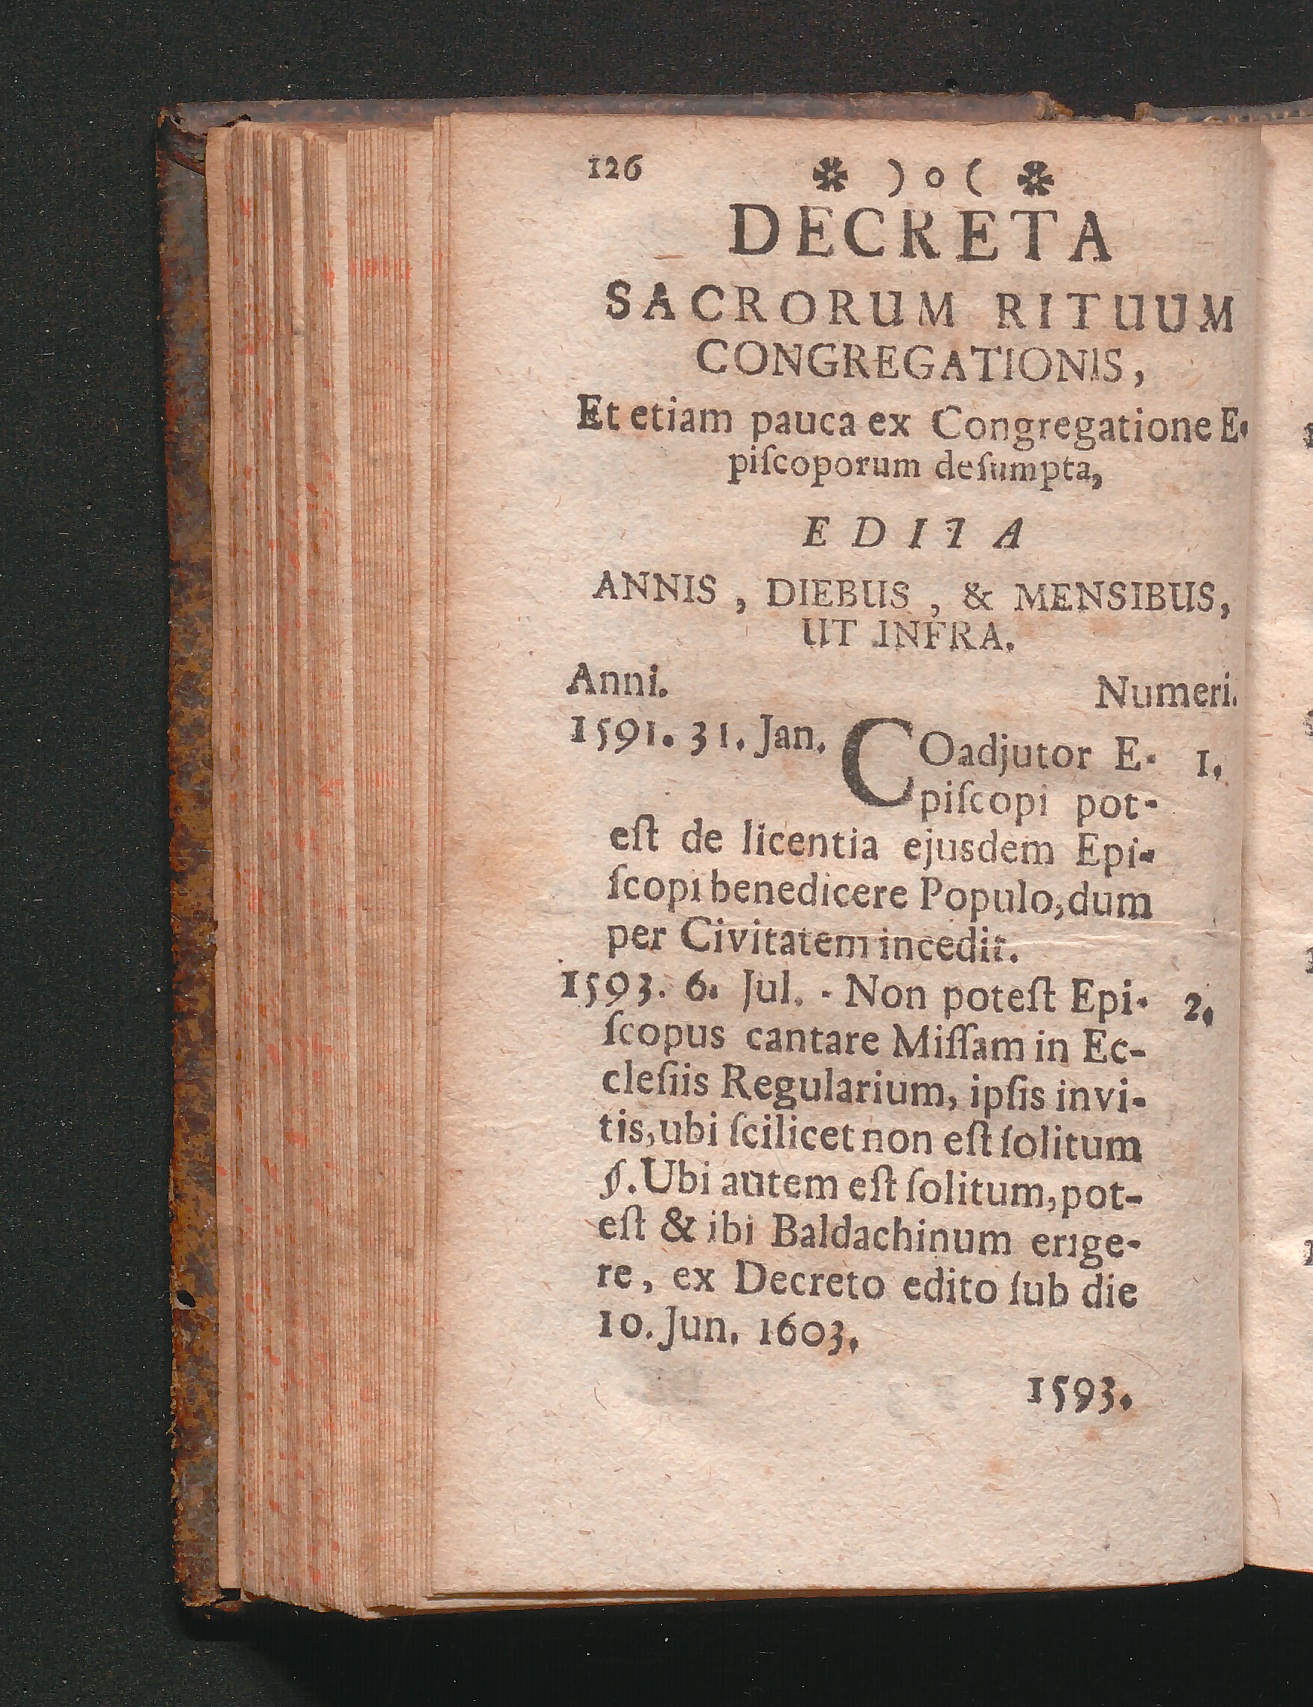 126 ❋ ) o ( ❋
DECRETA
SACRORUM RITUUM
CONGREGATIONIS,
Et etiam pauca ex Congregatione E-
piſcoporum deſumpta,
EDITA
ANNIS, DIEBUS, & MENSIBUS,
UT INFRA.
Anni. Numeri.
1591. 31. Jan. COadjutor E- 1.
piſcopi pot-
eſt de licentia ejusdem Epi-
ſcopi benedicere Populo, dum
per Civitatem incedit.
1593. 6. Jul. - Non poteſt Epi- 2.
ſcopus cantare Miſſam in Ec-
cleſiis Regularium, ipſis invi-
tis, ubi ſcilicet non eſt ſolitum
§. Ubi autem eſt ſolitum, pot-
eſt & ibi Baldachinum erige-
re, ex Decreto edito ſub die
10. Jun. 1603.
1593.